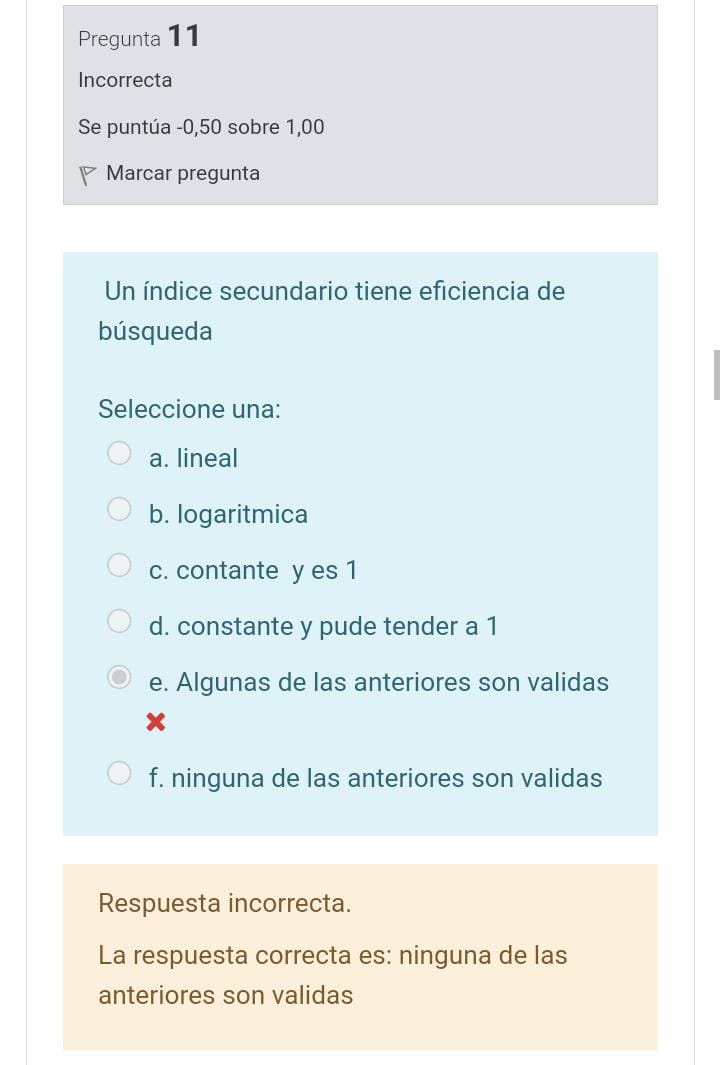 Pregunta 11
Incorrecta
Se puntúa -0,50 sobre 1,00
Marcar pregunta
Un índice secundario tiene eficiencia de
búsqueda
Seleccione una:
a. lineal
b. logaritmica
c. contante y es 1
d. constante y pude tender a 1
e. Algunas de las anteriores son validas
f. ninguna de las anteriores son validas
Respuesta incorrecta.
La respuesta correcta es: ninguna de las
anteriores son validas